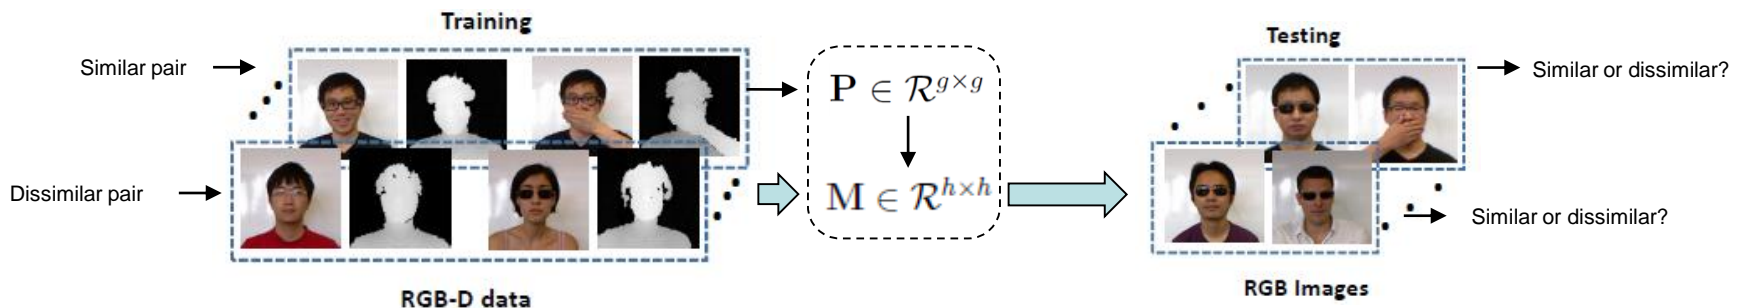 Training
Testing
Similar pair
Similar or dissimilar?
P ∈ R^{g×g}
M ∈ R^{h×h}
Dissimilar pair
Similar or dissimilar?
RGB-D data
RGB Images